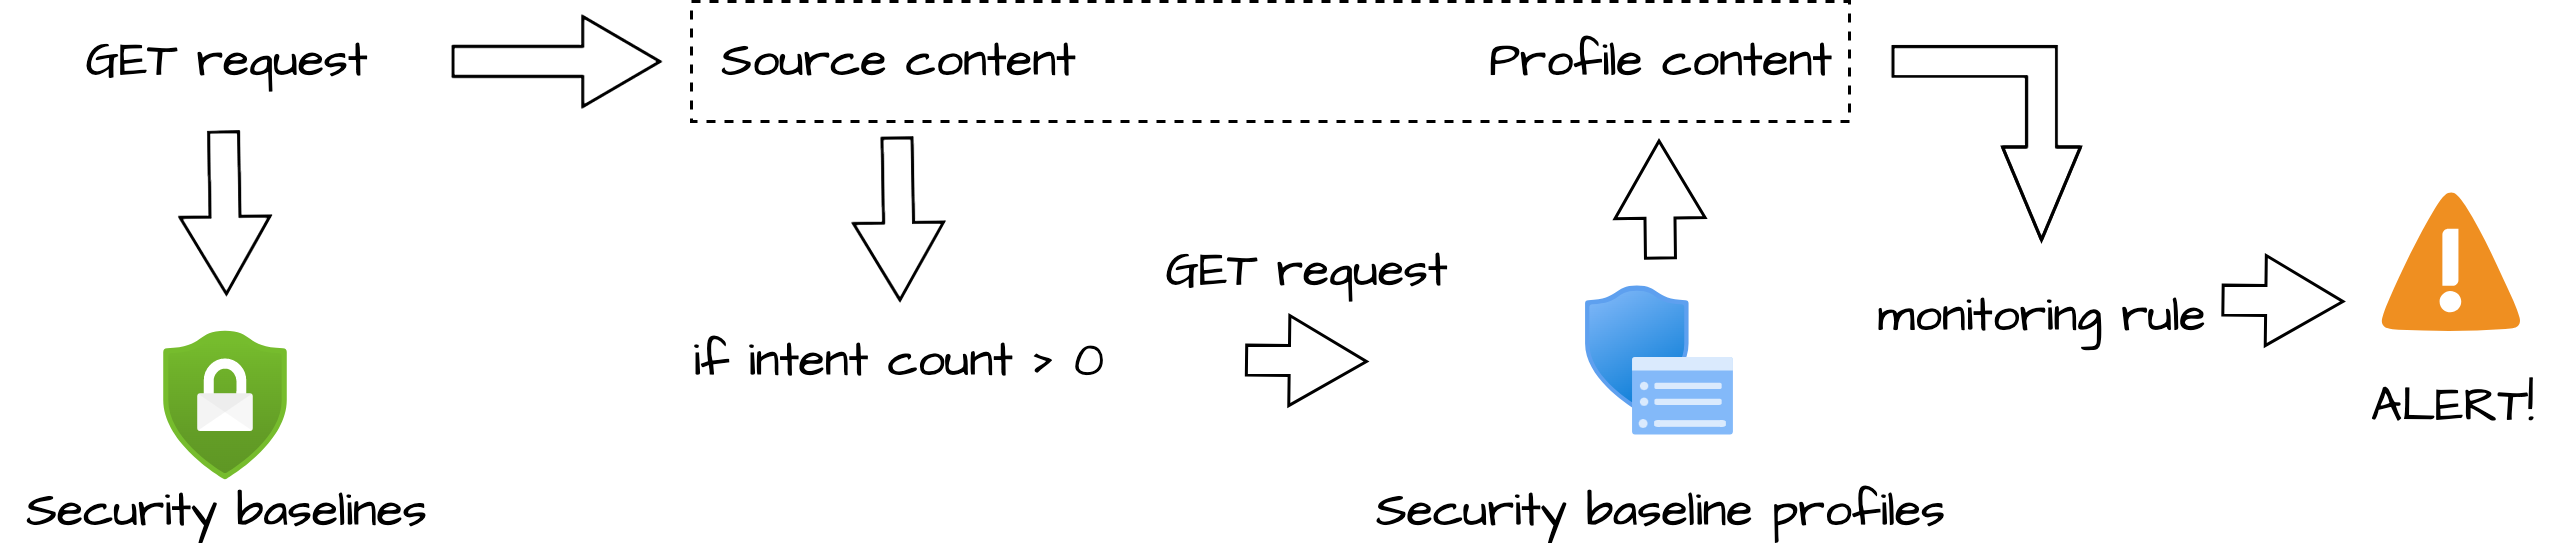 GET request
Source content
Profile content
GET request
if intent count > 0
monitoring rule
ALERT!
Security baselines
Security baseline profiles